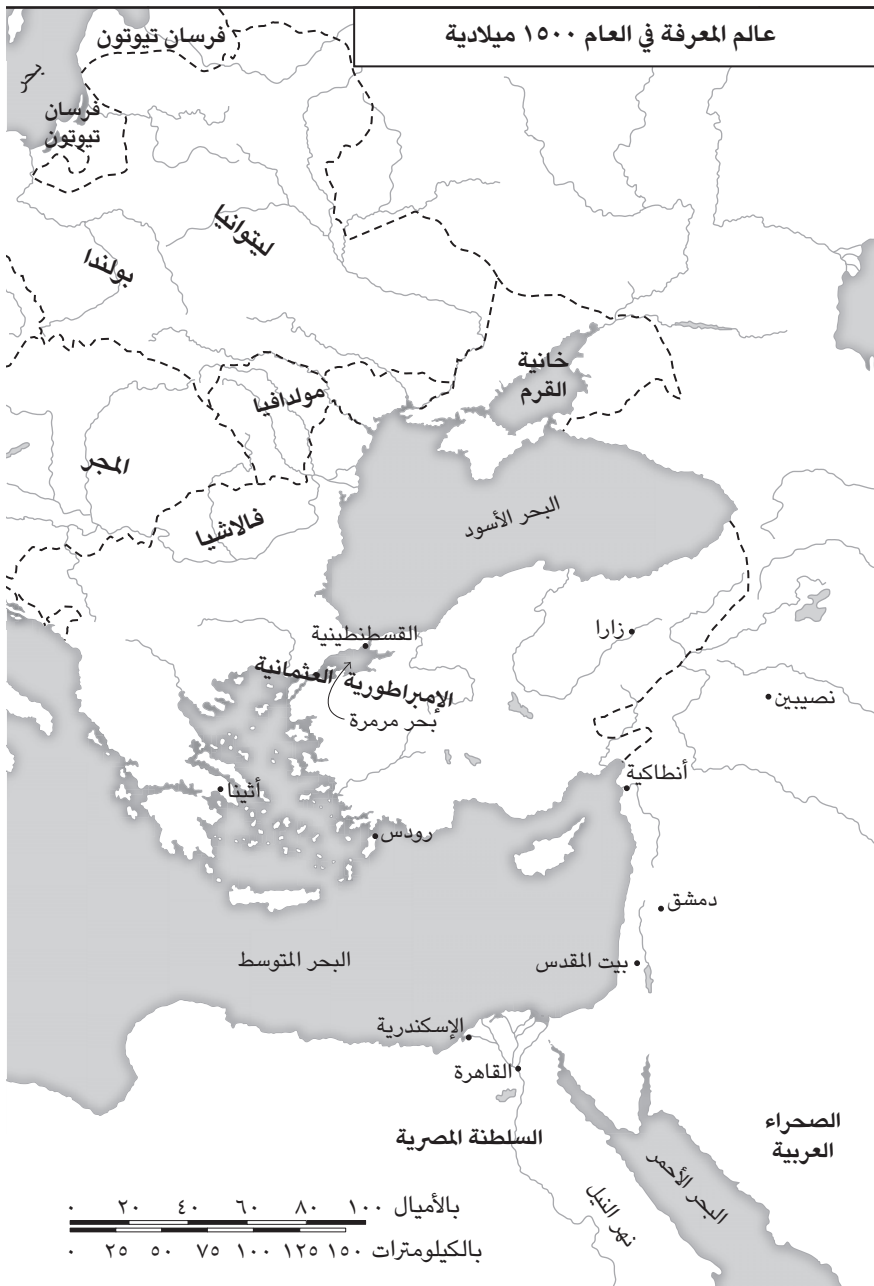 عالم المعرفة في العام ١٥٠٠ ميلادية
فرسان تيوتون
بحر
فرسان
تيوتون
ليتوانيا
بولندا
خانية
القرم
مولدافيا
المجر
فالاشيا
البحر الأسود
القسطنطينية
زارا
الإمبراطورية العثمانية
نصيبين
بحر مرمرة
أنطاكية
أثينا
رودس
دمشق
البحر المتوسط
بيت المقدس
الإسكندرية
القاهرة
الصحراء
العربية
السلطنة المصرية
البحر الأحمر
نهر النيل
بالأميال ١٠٠ ٨٠ ٦٠ ٤٠ ٢٠ ٠
بالكيلومترات ١٥٠ ١٢٥ ١٠٠ ٧٥ ٥٠ ٢٥ ٠